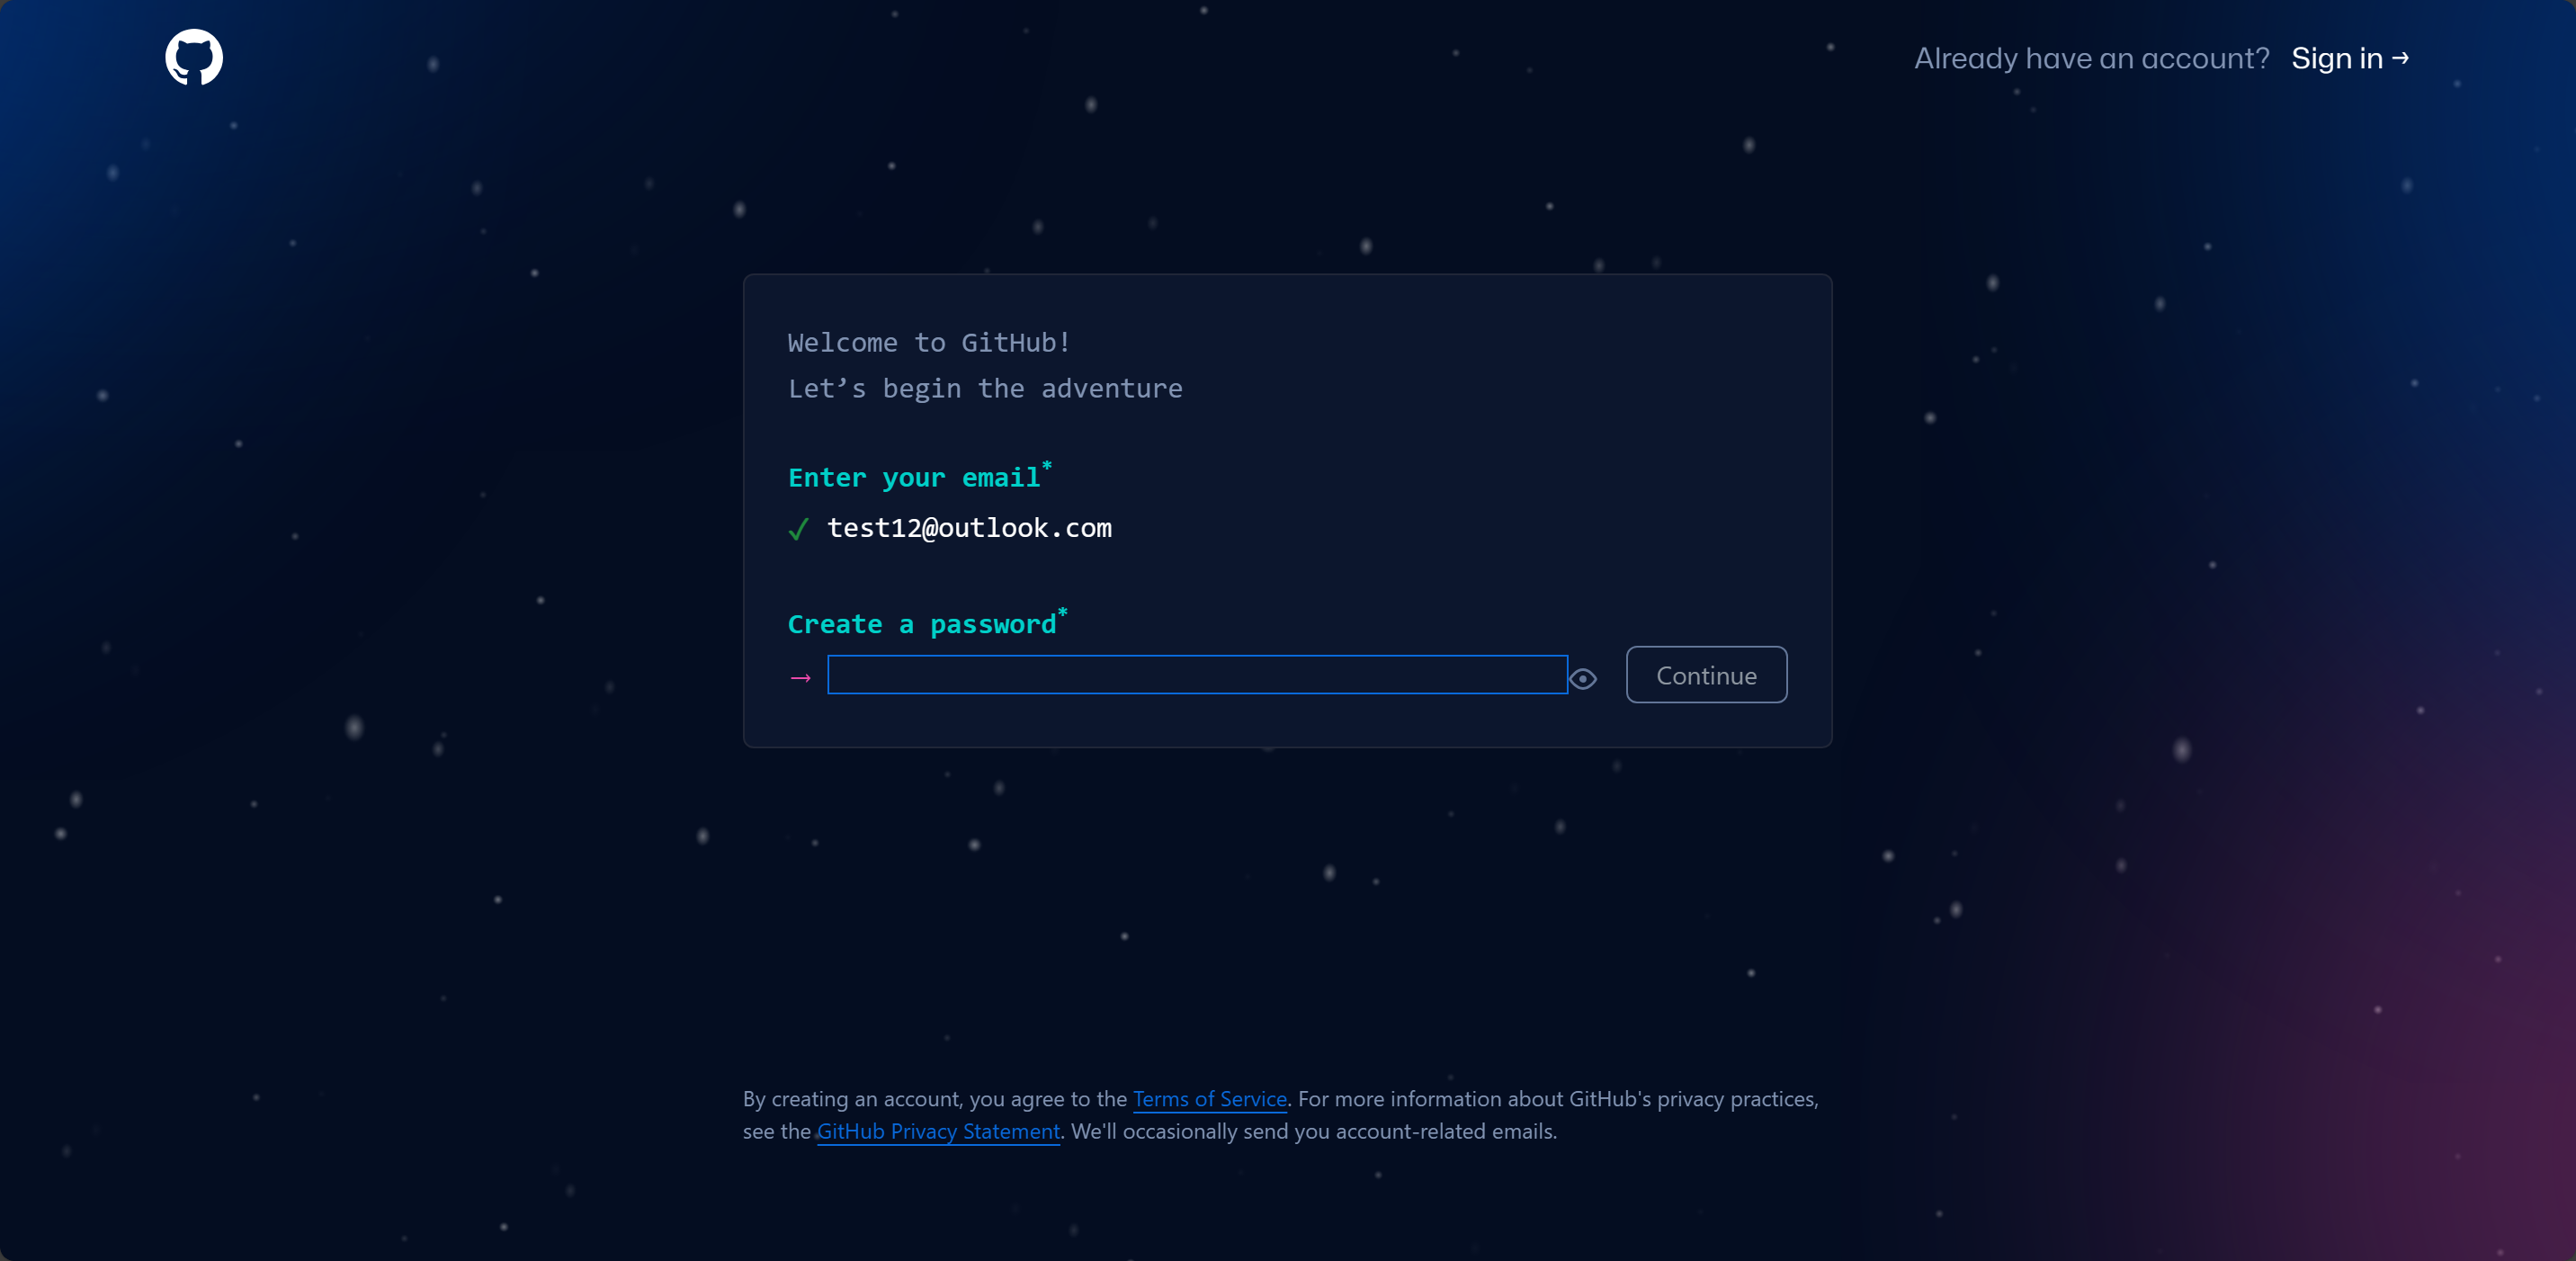 Already have an account? Sign in →
Welcome to GitHub!
Let’s begin the adventure
Enter your email*
✓ test12@outlook.com
Create a password*
→
Continue
By creating an account, you agree to the Terms of Service. For more information about GitHub's privacy practices,
see the GitHub Privacy Statement. We'll occasionally send you account-related emails.